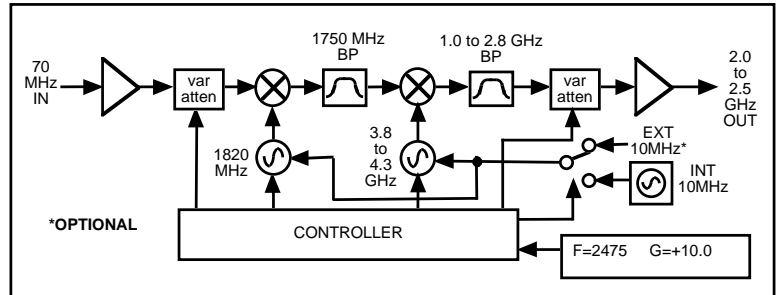 70
MHz
IN
var
atten
1750 MHz
BP
1.0 to 2.8 GHz
BP
var
atten
2.0
to
2.5
GHz
OUT
1820
MHz
3.8
to
4.3
GHz
EXT
10MHz*
INT
10MHz
*OPTIONAL
CONTROLLER
F=2475 G=+10.0